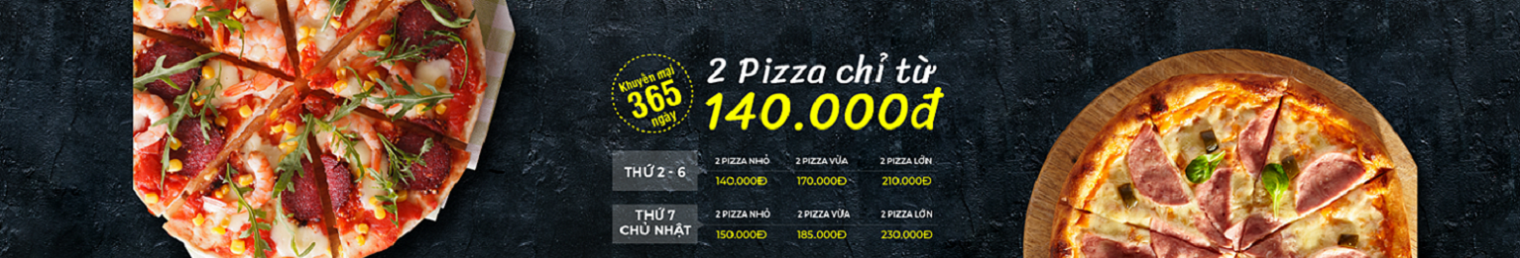 Khuyến mại
365
ngày
2 Pizza chỉ từ
140.000đ
THỨ 2 - 6
2 PIZZA NHỎ 2 PIZZA VỪA 2 PIZZA LỚN
140.000Đ 170.000Đ 210.000Đ
THỨ 7
CHỦ NHẬT
2 PIZZA NHỎ 2 PIZZA VỪA 2 PIZZA LỚN
150.000Đ 185.000Đ 230.000Đ